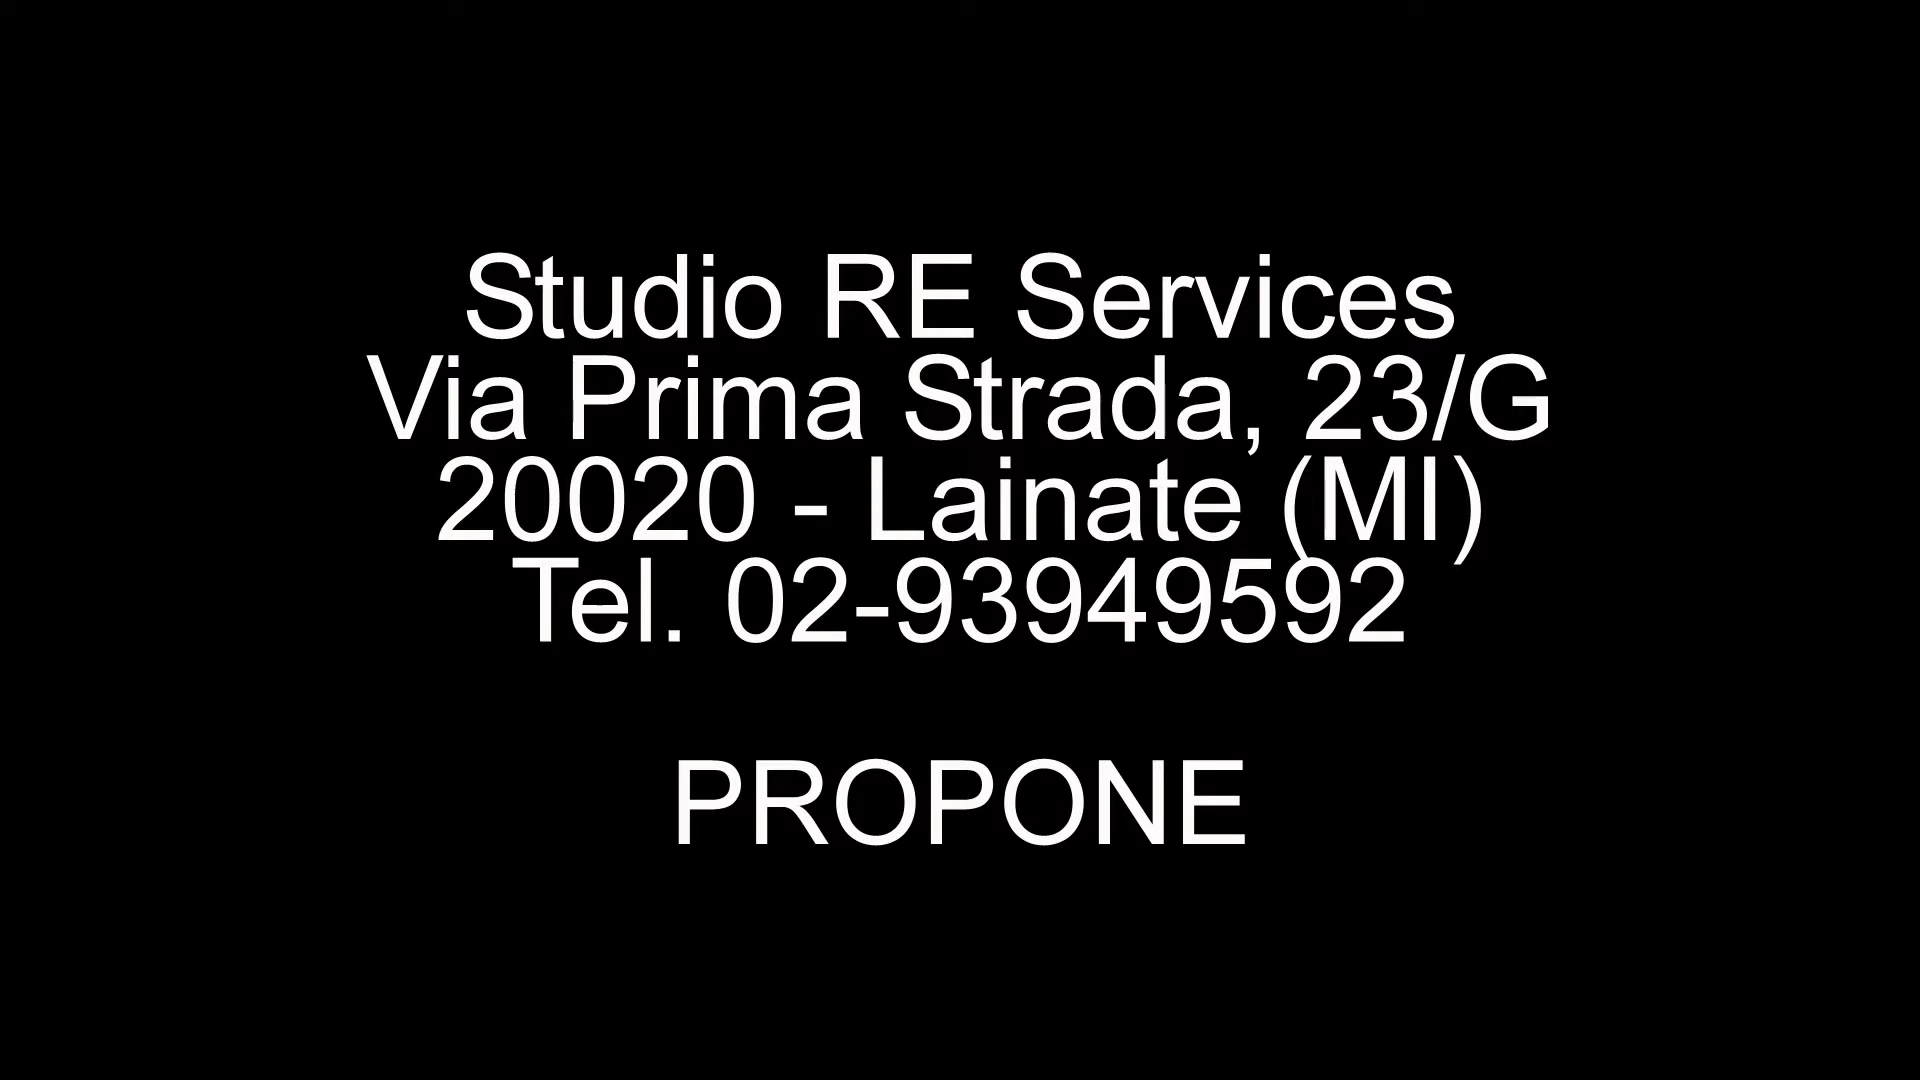 Studio RE Services
Via Prima Strada, 23/G
20020 - Lainate (MI)
Tel. 02-93949592
PROPONE